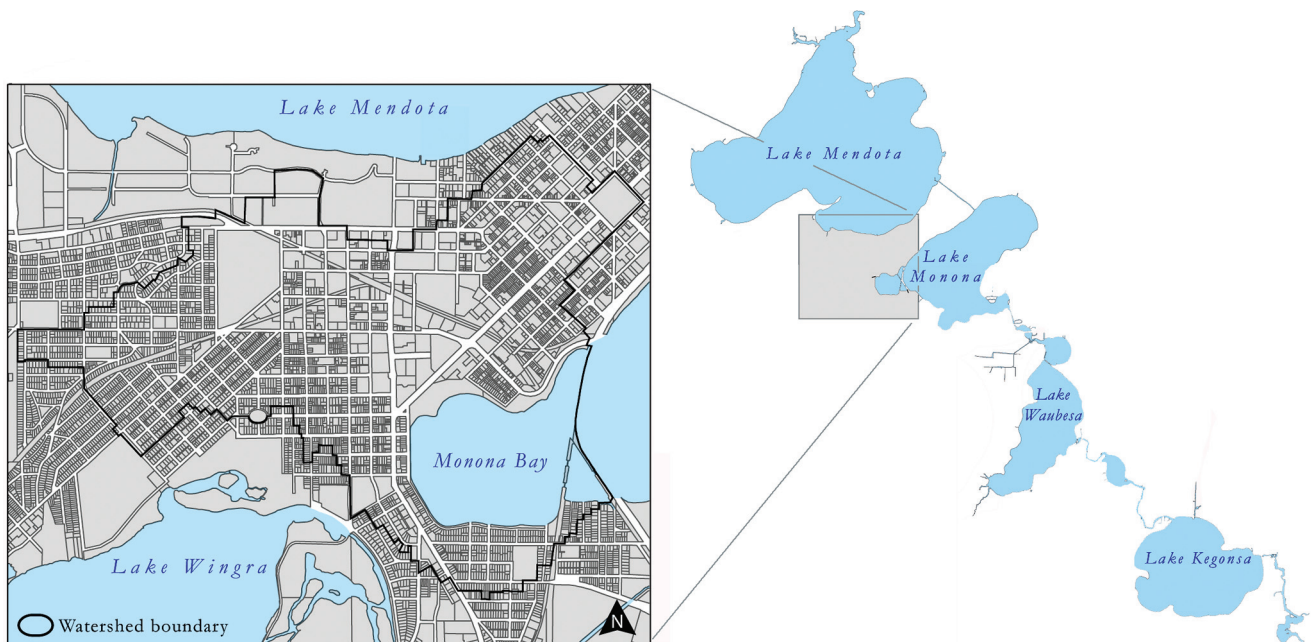 Lake Mendota
Monona Bay
Lake Wingra
Watershed boundary
N
Lake Mendota
Lake
Monona
Lake
Waubesa
Lake Kegonsa